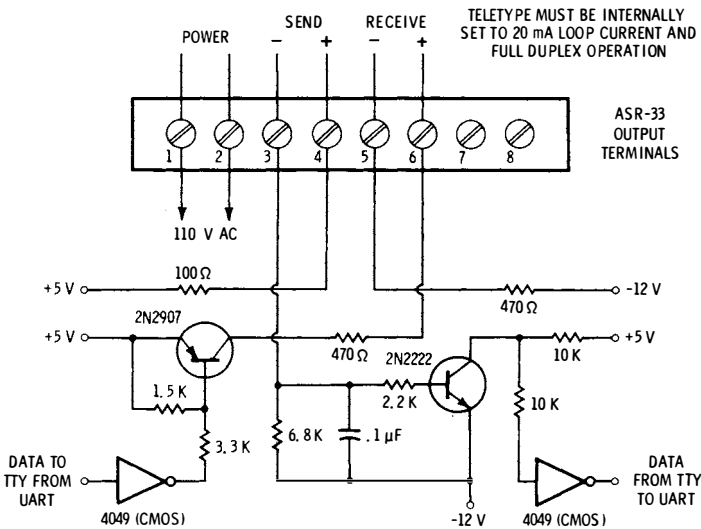 TELETYPE MUST BE INTERNALLY
SET TO 20 mA LOOP CURRENT AND
FULL DUPLEX OPERATION
SEND RECEIVE
POWER − + − +
ASR-33
OUTPUT
TERMINALS
1 2 3 4 5 6 7 8
110 V AC
+5 V 100 Ω 470 Ω -12 V
+5 V 2N2907 470 Ω 2N2222 10 K +5 V
1.5 K 2.2 K 10 K
3.3 K 6.8 K .1 μF
DATA TO
TTY FROM
UART
4049 (CMOS)
-12 V
4049 (CMOS)
DATA
FROM TTY
TO UART